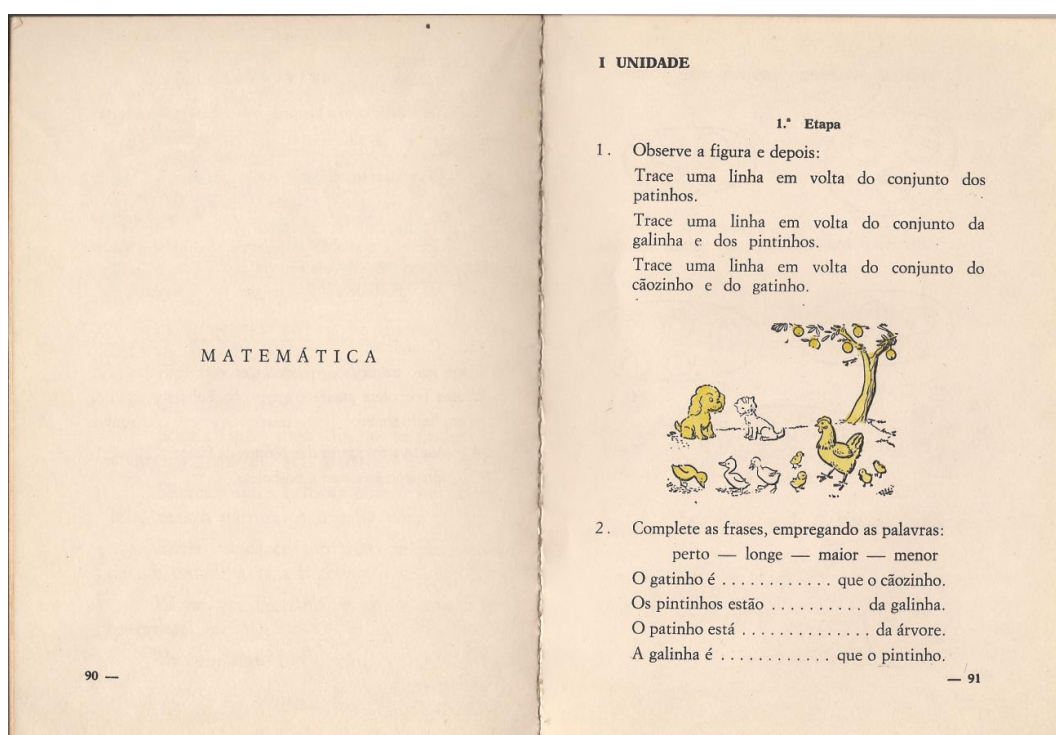 MATEMÁTICA
90 —
I UNIDADE
1.ª Etapa
1. Observe a figura e depois:
Trace uma linha em volta do conjunto dos
patinhos.
Trace uma linha em volta do conjunto da
galinha e dos pintinhos.
Trace uma linha em volta do conjunto do
cãozinho e do gatinho.
2. Complete as frases, empregando as palavras:
perto — longe — maior — menor
O gatinho é . . . . . . . . . . . . que o cãozinho.
Os pintinhos estão . . . . . . . . . . da galinha.
O patinho está . . . . . . . . . . . . . . da árvore.
A galinha é . . . . . . . . . . . . que o pintinho.
— 91